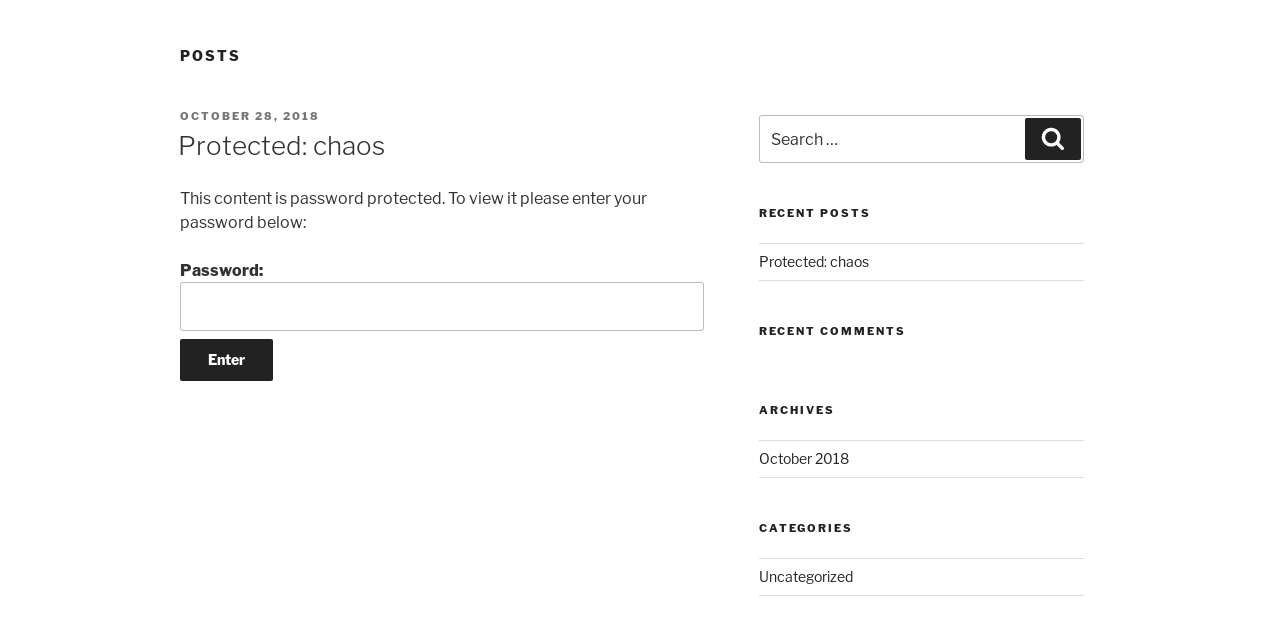 POSTS
OCTOBER 28, 2018
Protected: chaos
This content is password protected. To view it please enter your
password below:
Password:
Enter
Search …
RECENT POSTS
Protected: chaos
RECENT COMMENTS
ARCHIVES
October 2018
CATEGORIES
Uncategorized